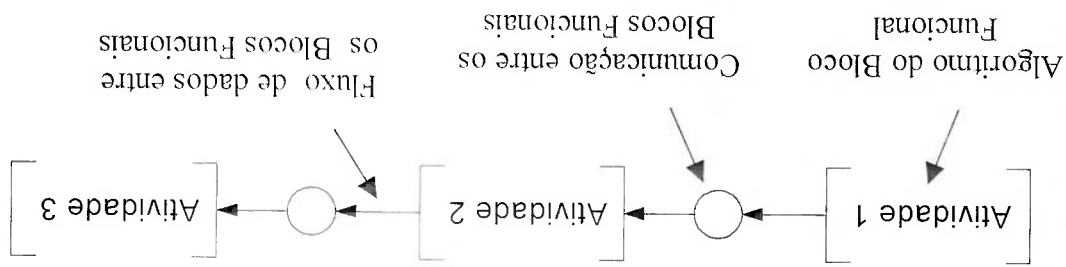 Atividade 1
Atividade 2
Atividade 3
Algoritmo do Bloco
Funcional
Comunicação entre os
Blocos Funcionais
Fluxo de dados entre
os Blocos Funcionais